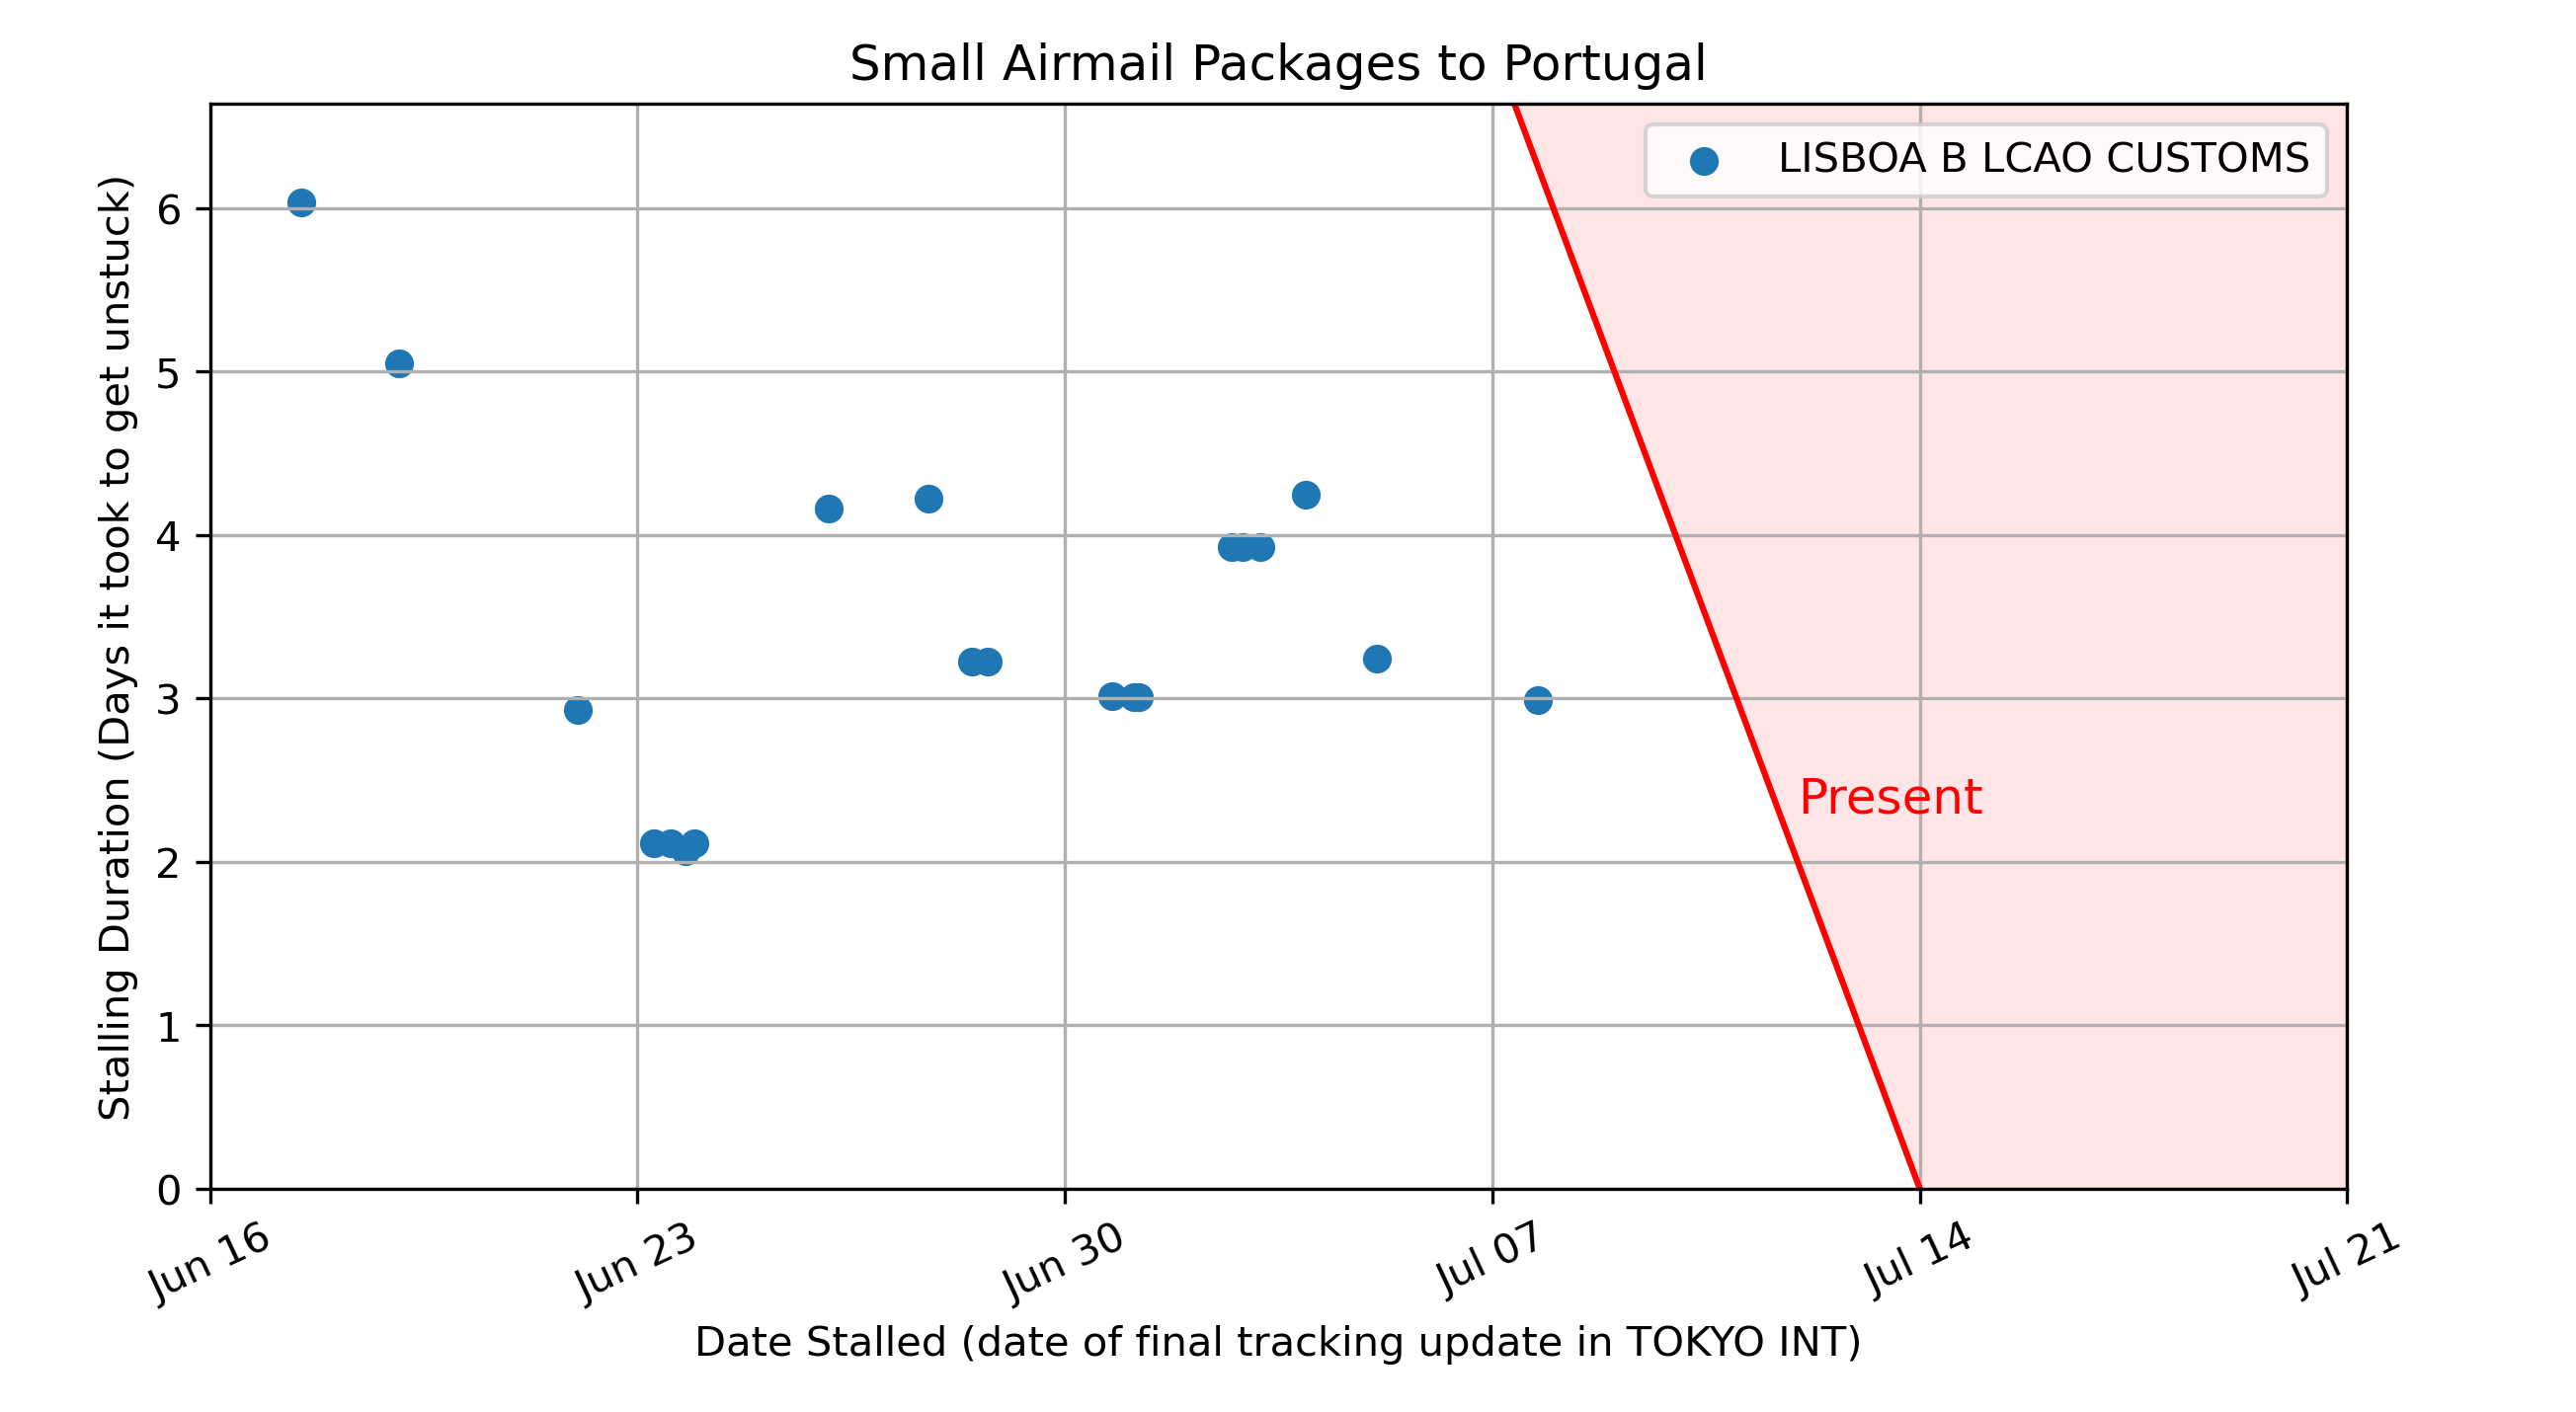 Small Airmail Packages to Portugal
LISBOA B LCAO CUSTOMS
Stalling Duration (Days it took to get unstuck)
6
5
4
3
2
1
0
Present
Jun 16
Jun 23
Jun 30
Jul 07
Jul 14
Jul 21
Date Stalled (date of final tracking update in TOKYO INT)